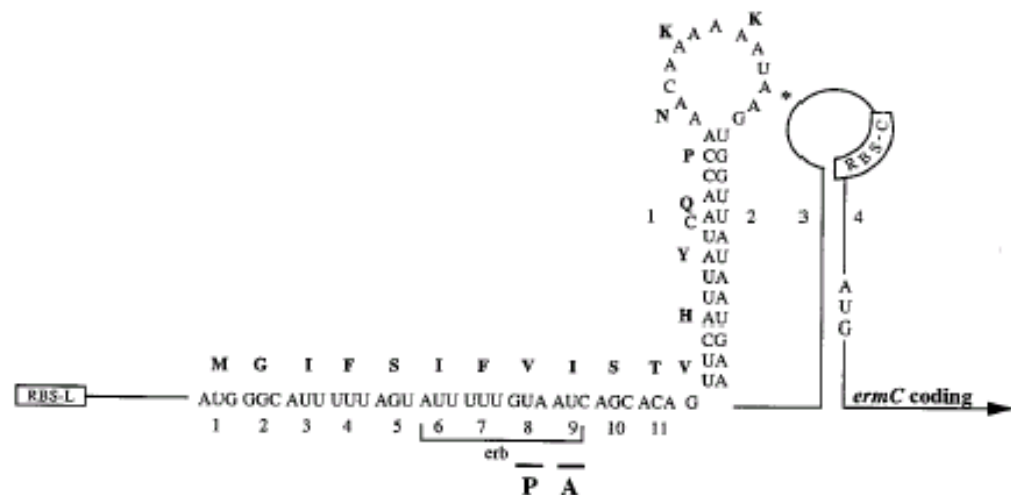 K A A A A K
A A
A U
C A
N A A *
A G
AU
P CG
CG
RBS-C
Q AU
1 C AU 2 3 4
UA
Y AU
UA
UA
A
U
G
H AU
GC
M G I F S I F V I S T V UA
UA
RBS-L AUG GGC AUU UUU AGU AUU UUU GUA AUC AGC ACA G ermC coding
1 2 3 4 5 6 7 8 9 10 11
erb
P A